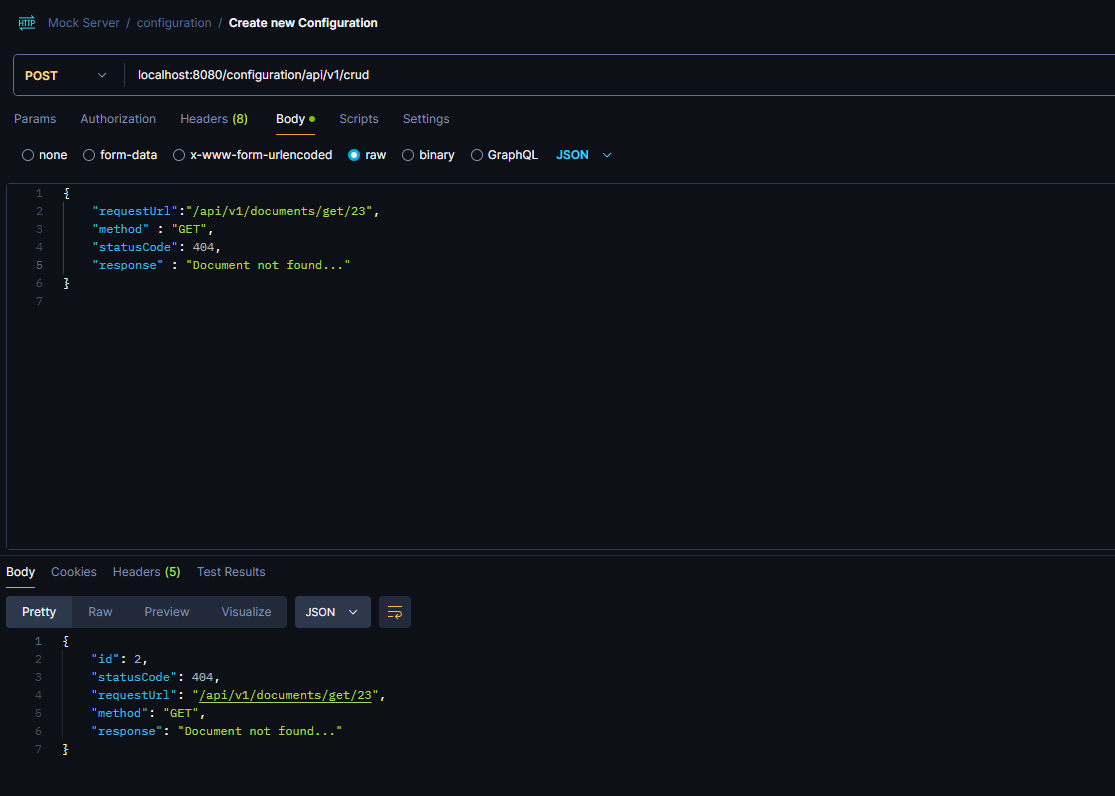 HTTP Mock Server / configuration / Create new Configuration
POST localhost:8080/configuration/api/v1/crud
Params Authorization Headers (8) Body Scripts Settings
none form-data x-www-form-urlencoded raw binary GraphQL JSON
1 {
2 "requestUrl":"/api/v1/documents/get/23",
3 "method" : "GET",
4 "statusCode": 404,
5 "response" : "Document not found..."
6 }
7
Body Cookies Headers (5) Test Results
Pretty Raw Preview Visualize JSON
1 {
2 "id": 2,
3 "statusCode": 404,
4 "requestUrl": "/api/v1/documents/get/23",
5 "method": "GET",
6 "response": "Document not found..."
7 }